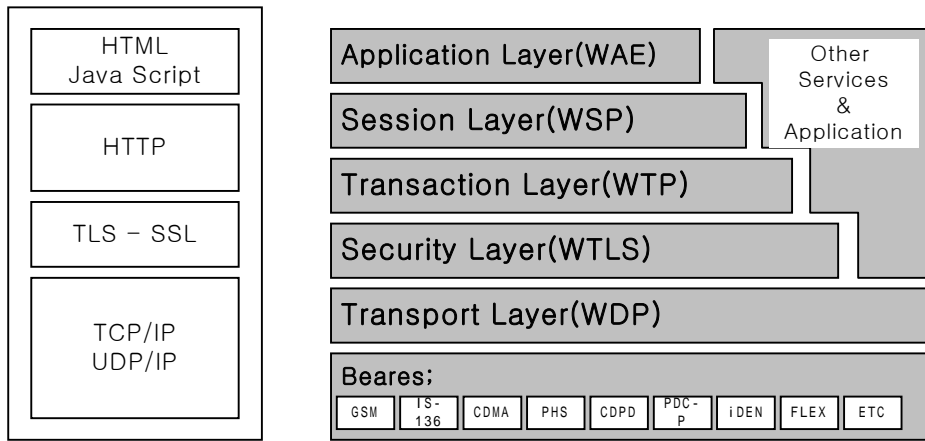 HTML
Java Script
HTTP
TLS - SSL
TCP/IP
UDP/IP
Application Layer(WAE)
Session Layer(WSP)
Transaction Layer(WTP)
Security Layer(WTLS)
Transport Layer(WDP)
Other
Services
&
Application
Beares;
GSM
IS-
136
CDMA
PHS
CDPD
PDC-
P
iDEN
FLEX
ETC